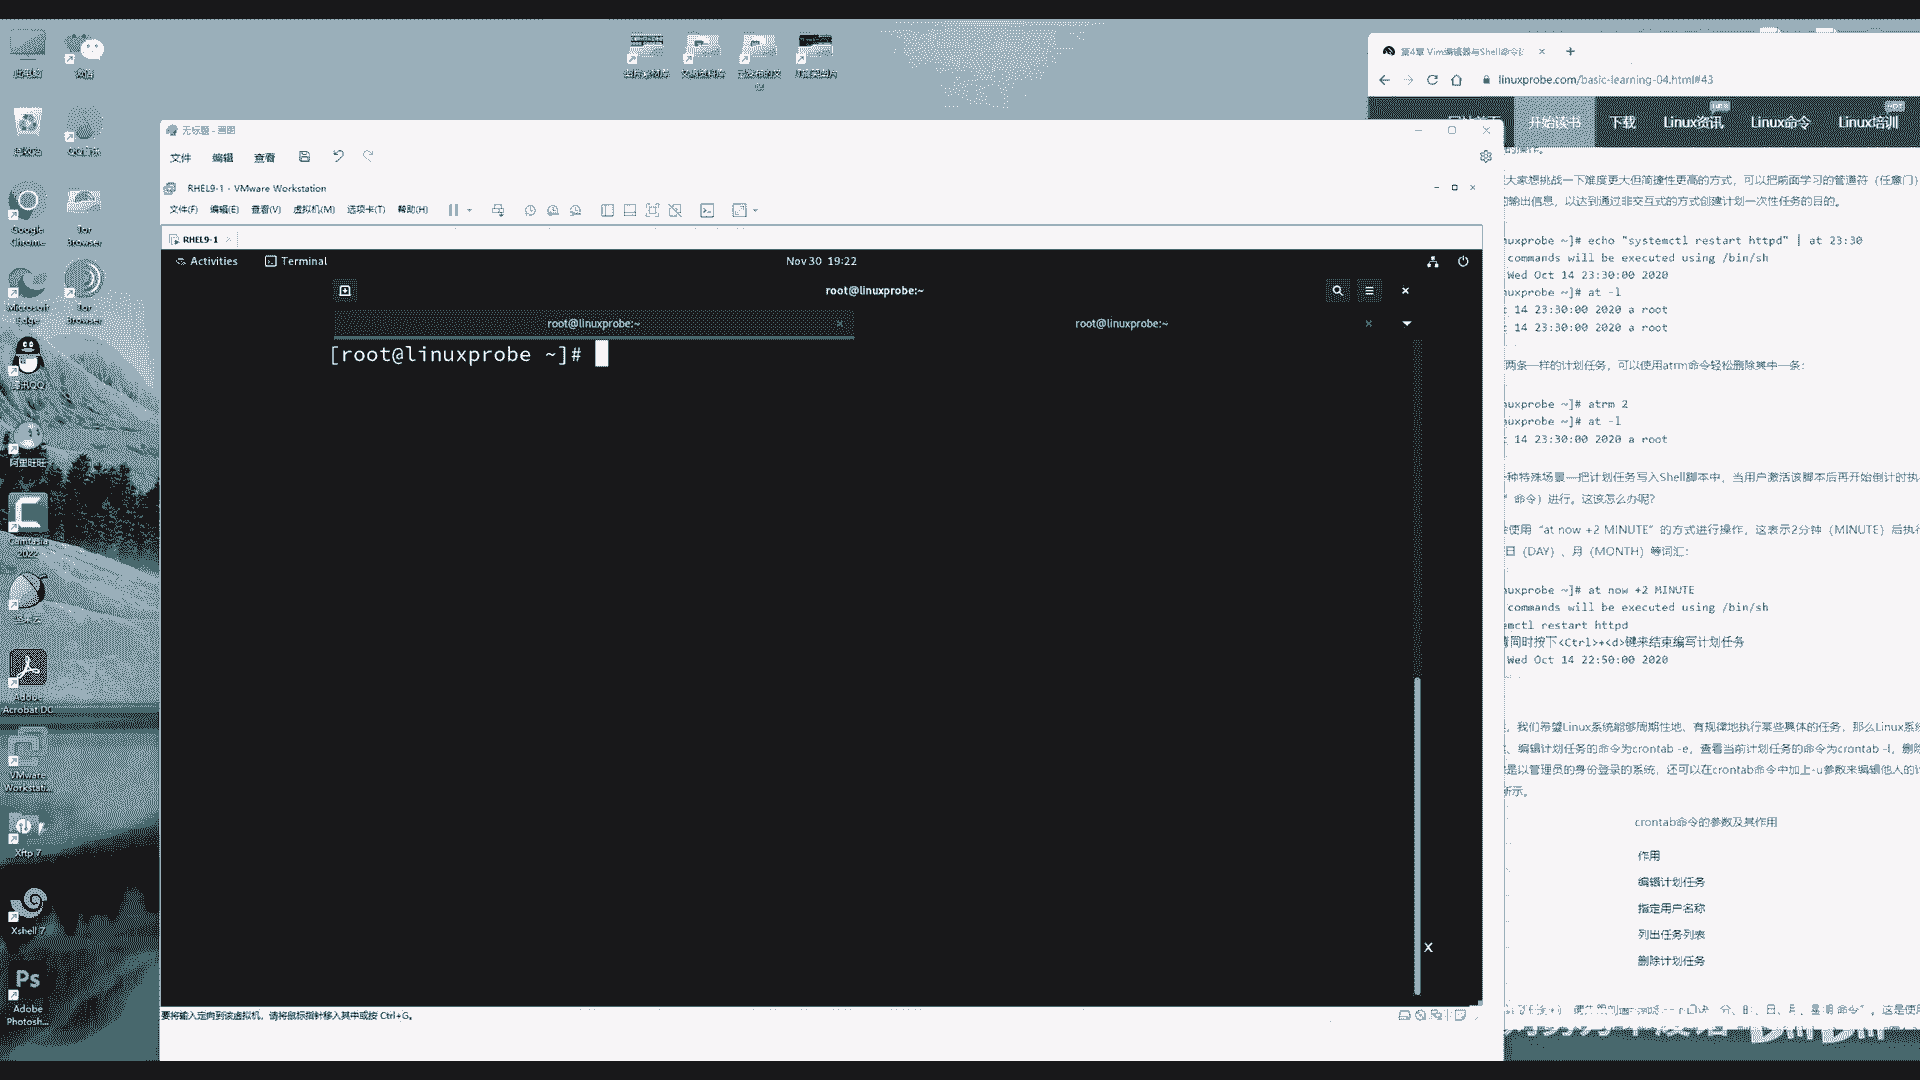 此电脑
微信
回收站
QQ音乐
Google
Chrome
Tor
Browser
Microsoft
Edge
Tor
Browser
腾讯QQ
阿里旺旺
Camtasia
2022
坚果云
Adobe
Acrobat DC
VMware
Workstati...
Xftp 7
Xshell 7
Adobe
Photosh...
无标题 - 画图
文件 编辑 查看
RHEL9-1 - VMware Workstation
文件(F) 编辑(E) 查看(V) 虚拟机(M) 选项卡(T) 帮助(H)
RHEL9-1
Activities Terminal Nov 30 19:22
root@linuxprobe:~
root@linuxprobe:~ root@linuxprobe:~
[root@linuxprobe ~]#
要将输入定向到该虚拟机，请将鼠标指针移入其中或按 Ctrl+G。
第4章 Vim编辑器与Shell命令
linuxprobe.com/basic-learning-04.html#43
开始读书 下载 Linux资讯 Linux命令 Linux培训
的操作。
大家想挑战一下难度更大但简捷性更高的方式，可以把前面学习的管道符（任意门）
输出信息，以达到通过非交互式的方式创建计划一次性任务的目的。
uxprobe ~]# echo "systemctl restart httpd" | at 23:30
commands will be executed using /bin/sh
Wed Oct 14 23:30:00 2020
uxprobe ~]# at -l
14 23:30:00 2020 a root
14 23:30:00 2020 a root
两条一样的计划任务，可以使用atrm命令轻松删除其中一条：
uxprobe ~]# atrm 2
uxprobe ~]# at -l
14 23:30:00 2020 a root
种特殊场景—把计划任务写入Shell脚本中，当用户激活该脚本后再开始倒计时执
”命令）进行。这该怎么办呢？
使用“at now +2 MINUTE”的方式进行操作，这表示2分钟（MINUTE）后执行
日（DAY）、月（MONTH）等词汇：
uxprobe ~]# at now +2 MINUTE
commands will be executed using /bin/sh
emctl restart httpd
请同时按下<Ctrl>+<d>键来结束编写计划任务
Wed Oct 14 22:50:00 2020
，我们希望Linux系统能够周期性地、有规律地执行某些具体的任务，那么Linux系统
、编辑计划任务的命令为crontab -e，查看当前计划任务的命令为crontab -l，删除
是以管理员的身份登录的系统，还可以在crontab命令中加上-u参数来编辑他人的计
所示。
crontab命令的参数及其作用
作用
编辑计划任务
指定用户名称
列出任务列表
删除计划任务
分、时、日、月、星期 命令”。这是使用